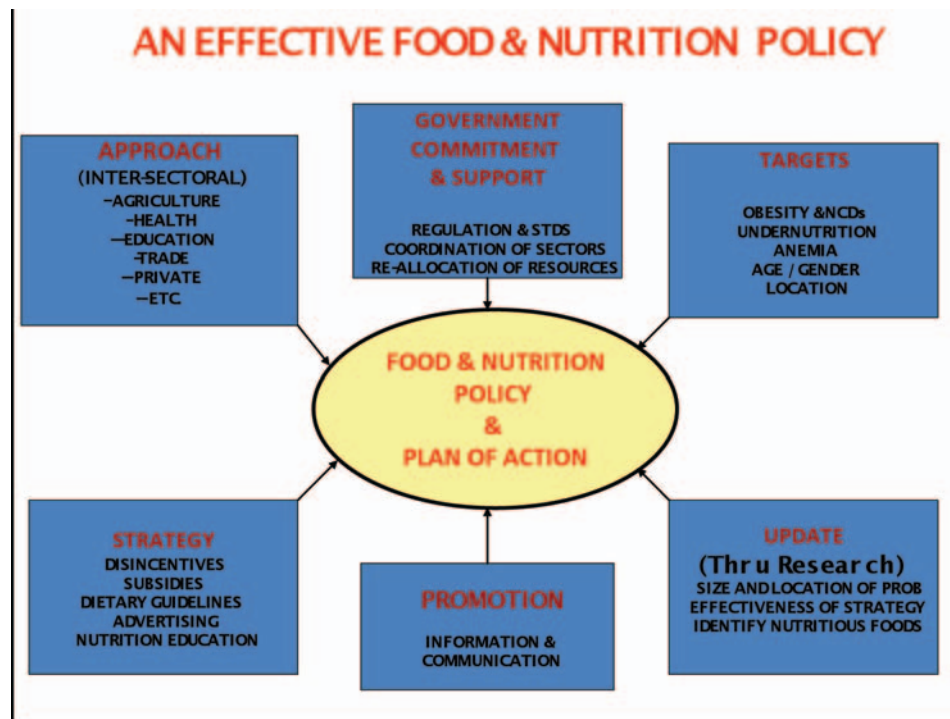 AN EFFECTIVE FOOD & NUTRITION POLICY
APPROACH
(INTER-SECTORAL)
–AGRICULTURE
–HEALTH
—EDUCATION
-TRADE
—PRIVATE
—ETC
GOVERNMENT
COMMITMENT
& SUPPORT
REGULATION & STDS
COORDINATION OF SECTORS
RE-ALLOCATION OF RESOURCES
TARGETS
OBESITY &NCDs
UNDERNUTRITION
ANEMIA
AGE / GENDER
LOCATION
FOOD & NUTRITION
POLICY
&
PLAN OF ACTION
STRATEGY
DISINCENTIVES
SUBSIDIES
DIETARY GUIDELINES
ADVERTISING
NUTRITION EDUCATION
PROMOTION
INFORMATION &
COMMUNICATION
UPDATE
(Thru Research)
SIZE AND LOCATION OF PROB
EFFECTIVENESS OF STRATEGY
IDENTIFY NUTRITIOUS FOODS